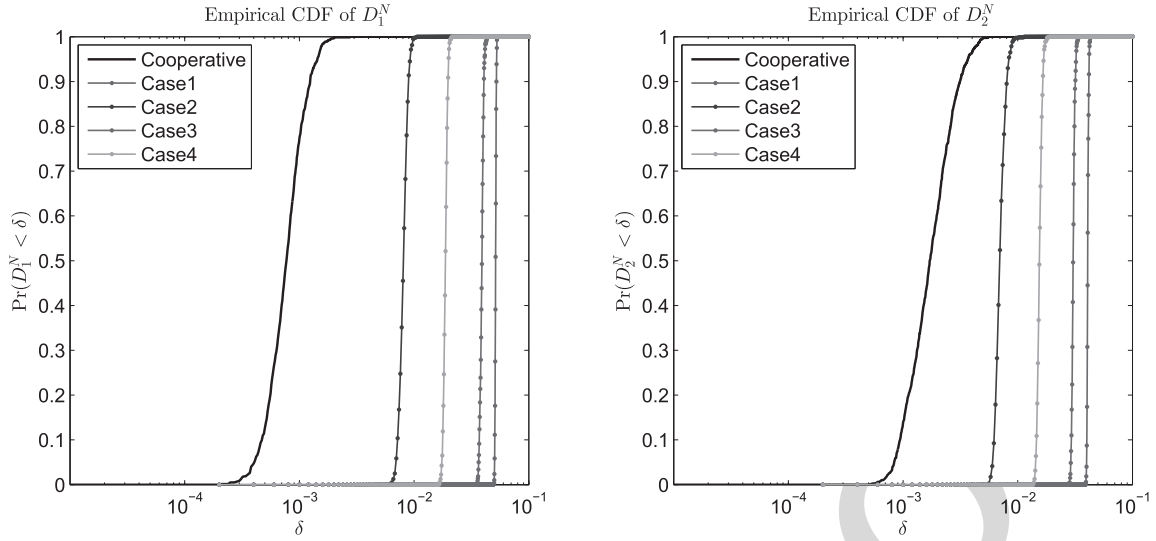 Empirical CDF of $D_1^N$
1
0.9
0.8
0.7
0.6
0.5
0.4
0.3
0.2
0.1
0
Pr($D_1^N$ < δ)
Cooperative
Case1
Case2
Case3
Case4
10⁻⁴ 10⁻³ 10⁻² 10⁻¹
δ
Empirical CDF of $D_2^N$
1
0.9
0.8
0.7
0.6
0.5
0.4
0.3
0.2
0.1
0
Pr($D_2^N$ < δ)
Cooperative
Case1
Case2
Case3
Case4
10⁻⁴ 10⁻³ 10⁻² 10⁻¹
δ